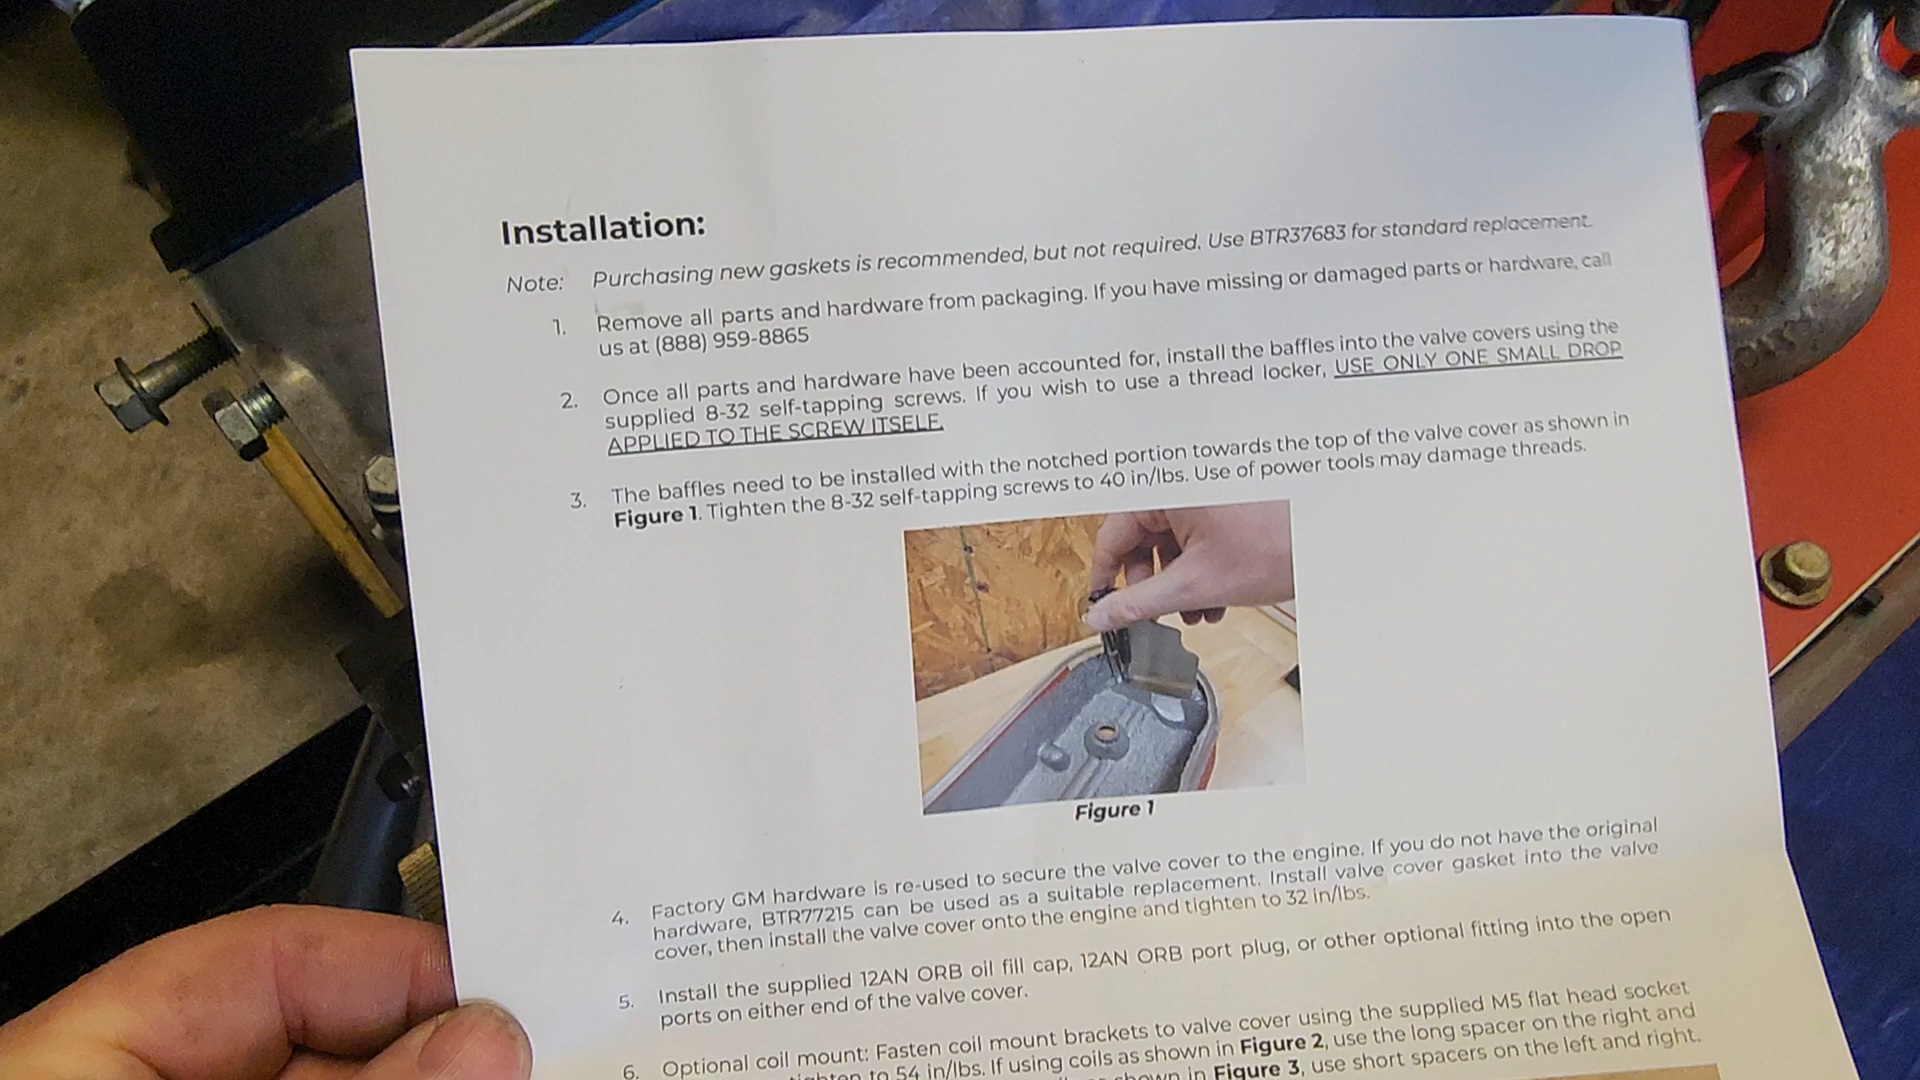 Installation:
Note: Purchasing new gaskets is recommended, but not required. Use BTR37683 for standard replacement.
1. Remove all parts and hardware from packaging. If you have missing or damaged parts or hardware, call
us at (888) 959-8865
2. Once all parts and hardware have been accounted for, install the baffles into the valve covers using the
supplied 8-32 self-tapping screws. If you wish to use a thread locker, USE ONLY ONE SMALL DROP
APPLIED TO THE SCREW ITSELF.
3. The baffles need to be installed with the notched portion towards the top of the valve cover as shown in
Figure 1. Tighten the 8-32 self-tapping screws to 40 in/lbs. Use of power tools may damage threads.
Figure 1
4. Factory GM hardware is re-used to secure the valve cover to the engine. If you do not have the original
hardware, BTR77215 can be used as a suitable replacement. Install valve cover gasket into the valve
cover, then install the valve cover onto the engine and tighten to 32 in/lbs.
5. Install the supplied 12AN ORB oil fill cap, 12AN ORB port plug, or other optional fitting into the open
ports on either end of the valve cover.
6. Optional coil mount: Fasten coil mount brackets to valve cover using the supplied M5 flat head socket
to 54 in/lbs. If using coils as shown in Figure 2, use the long spacer on the right and
shown in Figure 3, use short spacers on the left and right.